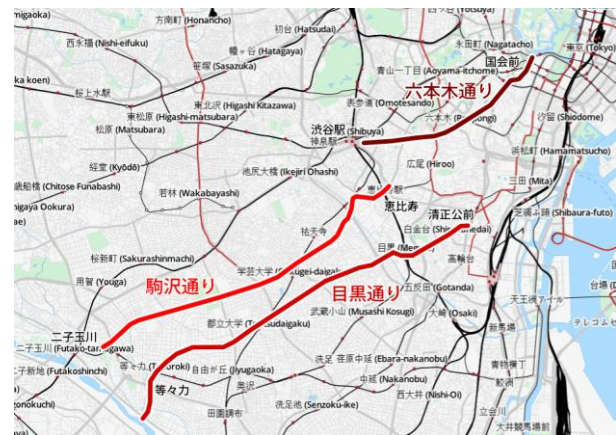 方南町 (Honancho)
初台 (Hatsudai)
西永福 (Nishi-eifuku)
幡ヶ谷 (Hatagaya)
永田町 (Nagatacho)
国会前
東京 (Tokyo)
笹塚 (Sasazuka)
青山一丁目 (Aoyama-itchome)
桜上水駅
六本木通り
東北沢 (Higashi Kitazawa)
表参道 (Omotesando)
東松原 (Higashi-matsubara)
渋谷駅 (Shibuya)
神泉駅
六本木
汐留 (Shiodome)
松原 (Matsubara)
浜松町 (Hamamatsucho)
経堂 (Kyōdō)
池尻大橋 (Ikejiri Ohashi)
広尾 (Hiroo)
歳船橋 (Chitose Funabashi)
若林 (Wakabayashi)
三田 (Mita)
恵比寿
清正公前
芝浦ふ頭 (Shibaura-futo)
白金台
祐天寺
桜新町 (Sakurashinmachi)
目黒
高輪台
用賀 (Yoga)
学芸大学
駒沢通り
目黒通り
五反田 (Gotanda)
天王洲アイル
武蔵小山 (Musashi Kosugi)
大崎 (Osaki)
二子玉川
都立大学
新馬場
二子玉川 (Futako-tamagawa)
等々力
自由が丘 (Jiyugaoka)
洗足
荏原中延 (Ebara-nakanobu)
青物横丁
二子新地 (Futakoshinchi)
等々力
奥沢
中延 (Nakanobu)
鮫洲
西大井 (Nishi-Oi)
田園調布
洗足池 (Senzoku-ike)
立会川
大井競馬場前